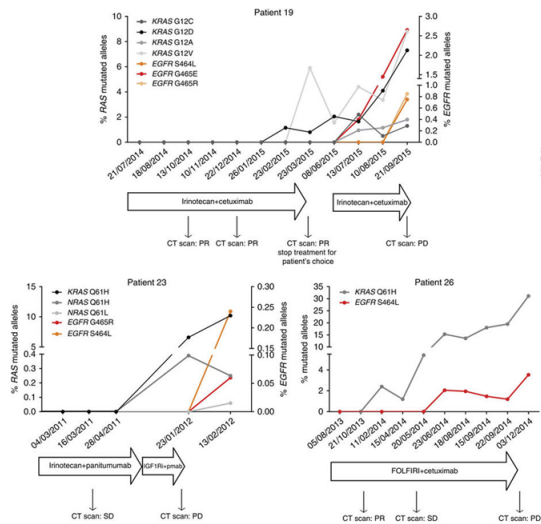 Patient 19
KRAS G12C
KRAS G12D
KRAS G12A
KRAS G12V
EGFR S464L
EGFR G465E
EGFR G465R
% RAS mutated alleles
10
8
6
4
2
0
% EGFR mutated alleles
3.0
2.5
2.0
1.5
1.0
0.8
0.6
0.4
0.2
0.0
21/07/2014
18/08/2014
13/10/2014
10/11/2014
22/12/2014
26/01/2015
23/02/2015
23/03/2015
08/06/2015
13/07/2015
10/08/2015
21/09/2015
Irinotecan+cetuximab
Irinotecan+cetuximab
CT scan: PR
CT scan: PR
CT scan: PR
stop treatment for
patient's choice
CT scan: PD
Patient 23
KRAS Q61H
NRAS Q61H
NRAS Q61L
EGFR G465R
EGFR S464L
% RAS mutated alleles
15
10
5
0.4
0.3
0.2
0.1
0.0
% EGFR mutated alleles
0.30
0.25
0.20
0.15
0.10
0.05
0.00
04/03/2011
16/03/2011
28/04/2011
23/01/2012
13/02/2012
Irinotecan+panitumumab
IGF1Ri+pmab
CT scan: SD
CT scan: PD
Patient 26
KRAS Q61H
EGFR S464L
% mutated alleles
35
30
25
20
15
10
4
2
0
05/08/2013
21/10/2013
11/02/2014
15/04/2014
20/05/2014
23/06/2014
18/08/2014
15/09/2014
22/09/2014
03/12/2014
FOLFIRI+cetuximab
CT scan: PR
CT scan: SD
CT scan: PD